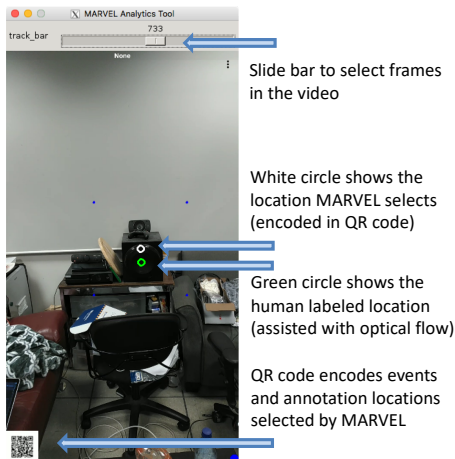 MARVEL Analytics Tool
track_bar
733
None
Slide bar to select frames
in the video
White circle shows the
location MARVEL selects
(encoded in QR code)
Green circle shows the
human labeled location
(assisted with optical flow)
QR code encodes events
and annotation locations
selected by MARVEL